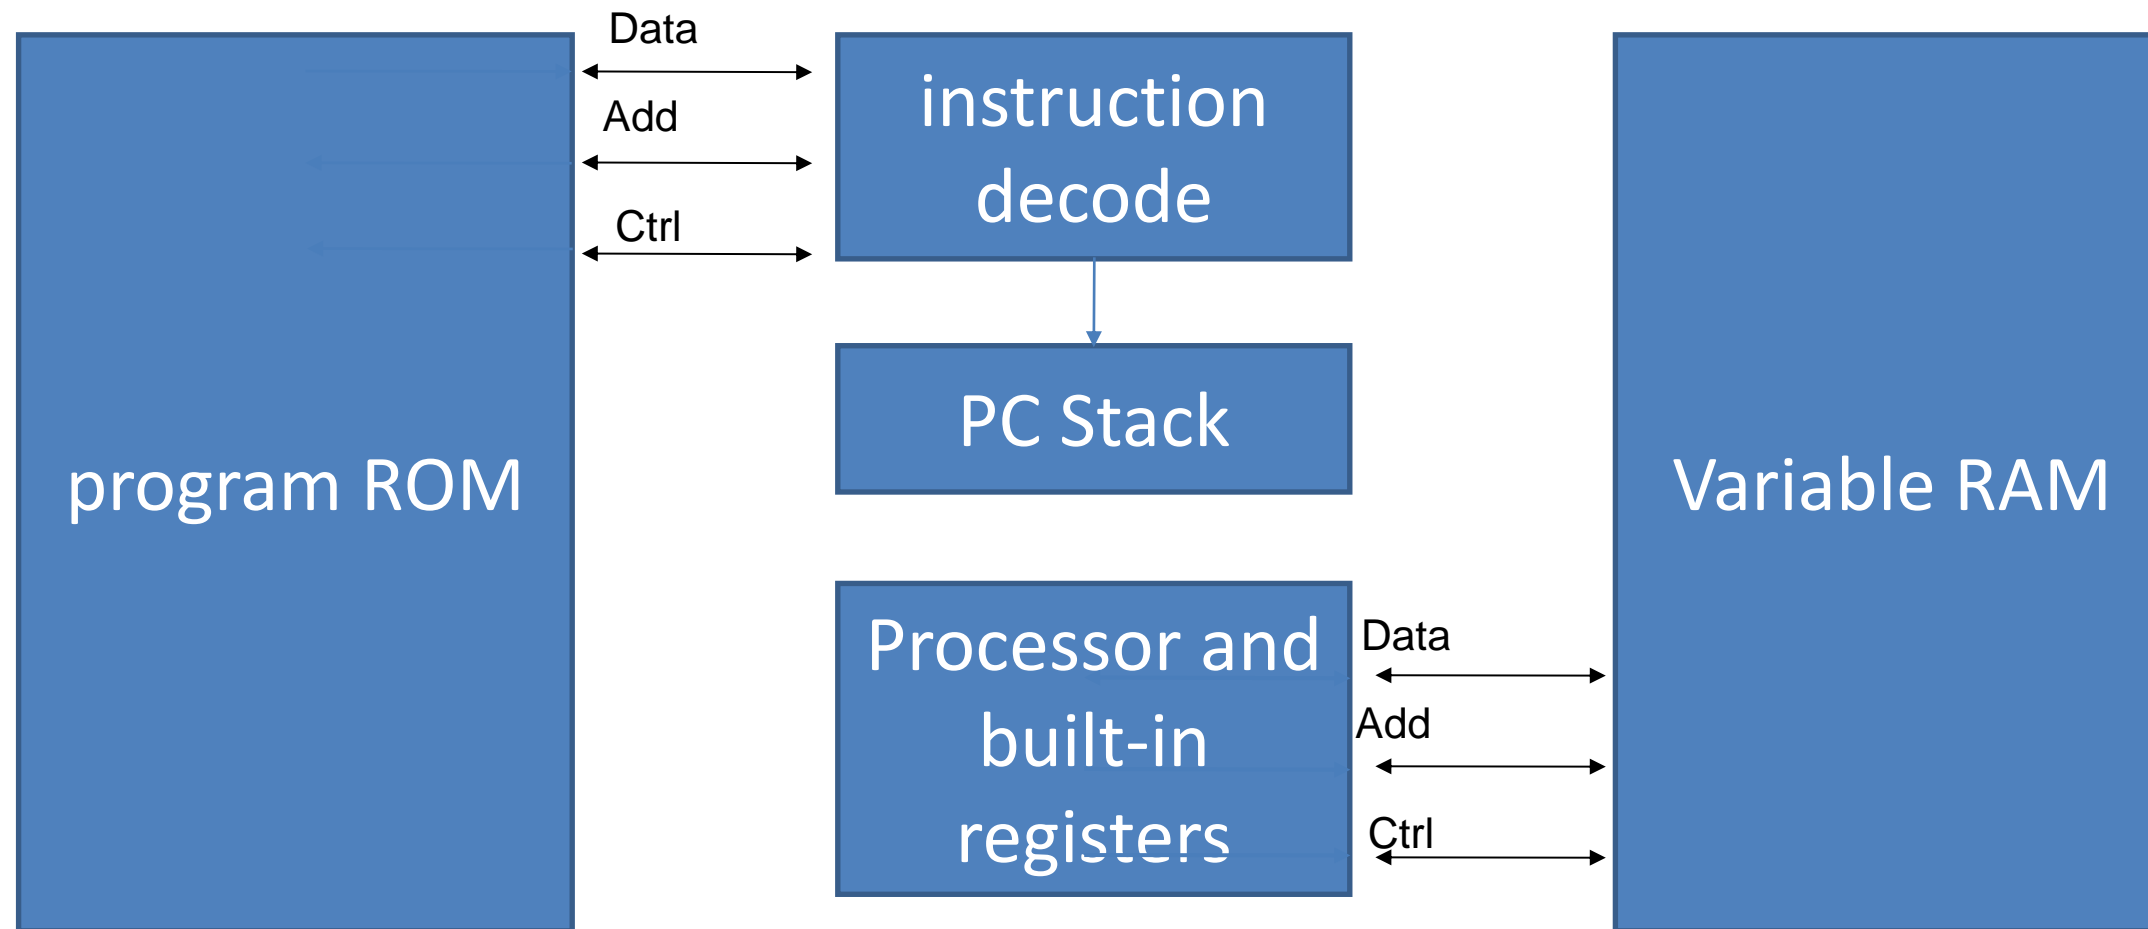 Data
Add
Ctrl
program ROM
instruction
decode
PC Stack
Processor and
built-in
registers
Data
Add
Ctrl
Variable RAM